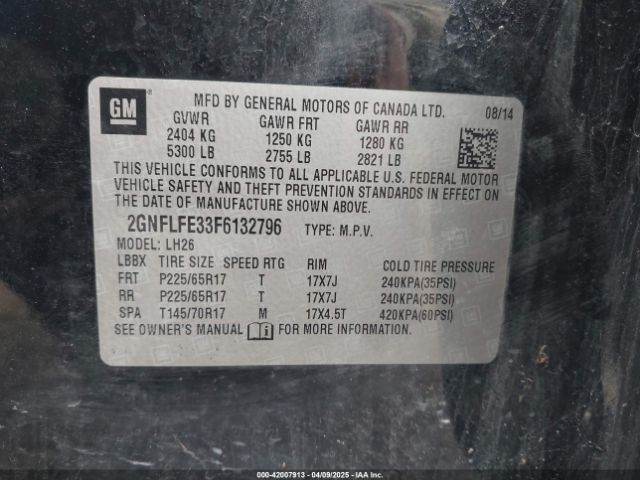 GM ®
MFD BY GENERAL MOTORS OF CANADA LTD. 08/14
GVWR GAWR FRT GAWR RR
2404 KG 1250 KG 1280 KG
5300 LB 2755 LB 2821 LB
THIS VEHICLE CONFORMS TO ALL APPLICABLE U.S. FEDERAL MOTOR
VEHICLE SAFETY AND THEFT PREVENTION STANDARDS IN EFFECT ON
THE DATE OF MANUFACTURE SHOWN ABOVE.
2GNFLFE33F6132796 TYPE: M.P.V.
MODEL: LH26
LBBX TIRE SIZE SPEED RTG RIM COLD TIRE PRESSURE
FRT P225/65R17 T 17X7J 240KPA(35PSI)
RR P225/65R17 T 17X7J 240KPA(35PSI)
SPA T145/70R17 M 17X4.5T 420KPA(60PSI)
SEE OWNER'S MANUAL FOR MORE INFORMATION.
000-42007913 - 04/09/2025 - IAAI.COM